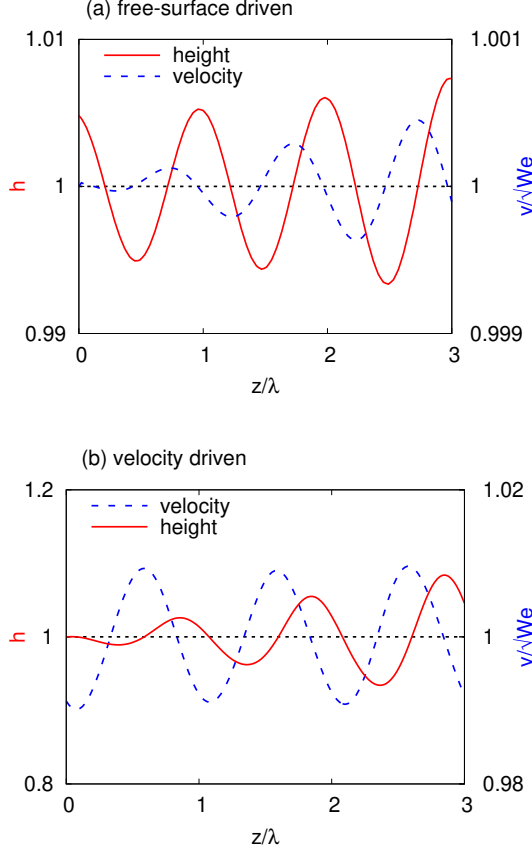 (a) free-surface driven
1.01
1.001
height
velocity
h
1
1
v/√We
0.99
0.999
0
1
2
3
z/λ
(b) velocity driven
1.2
1.02
velocity
height
h
1
1
v/√We
0.8
0.98
0
1
2
3
z/λ